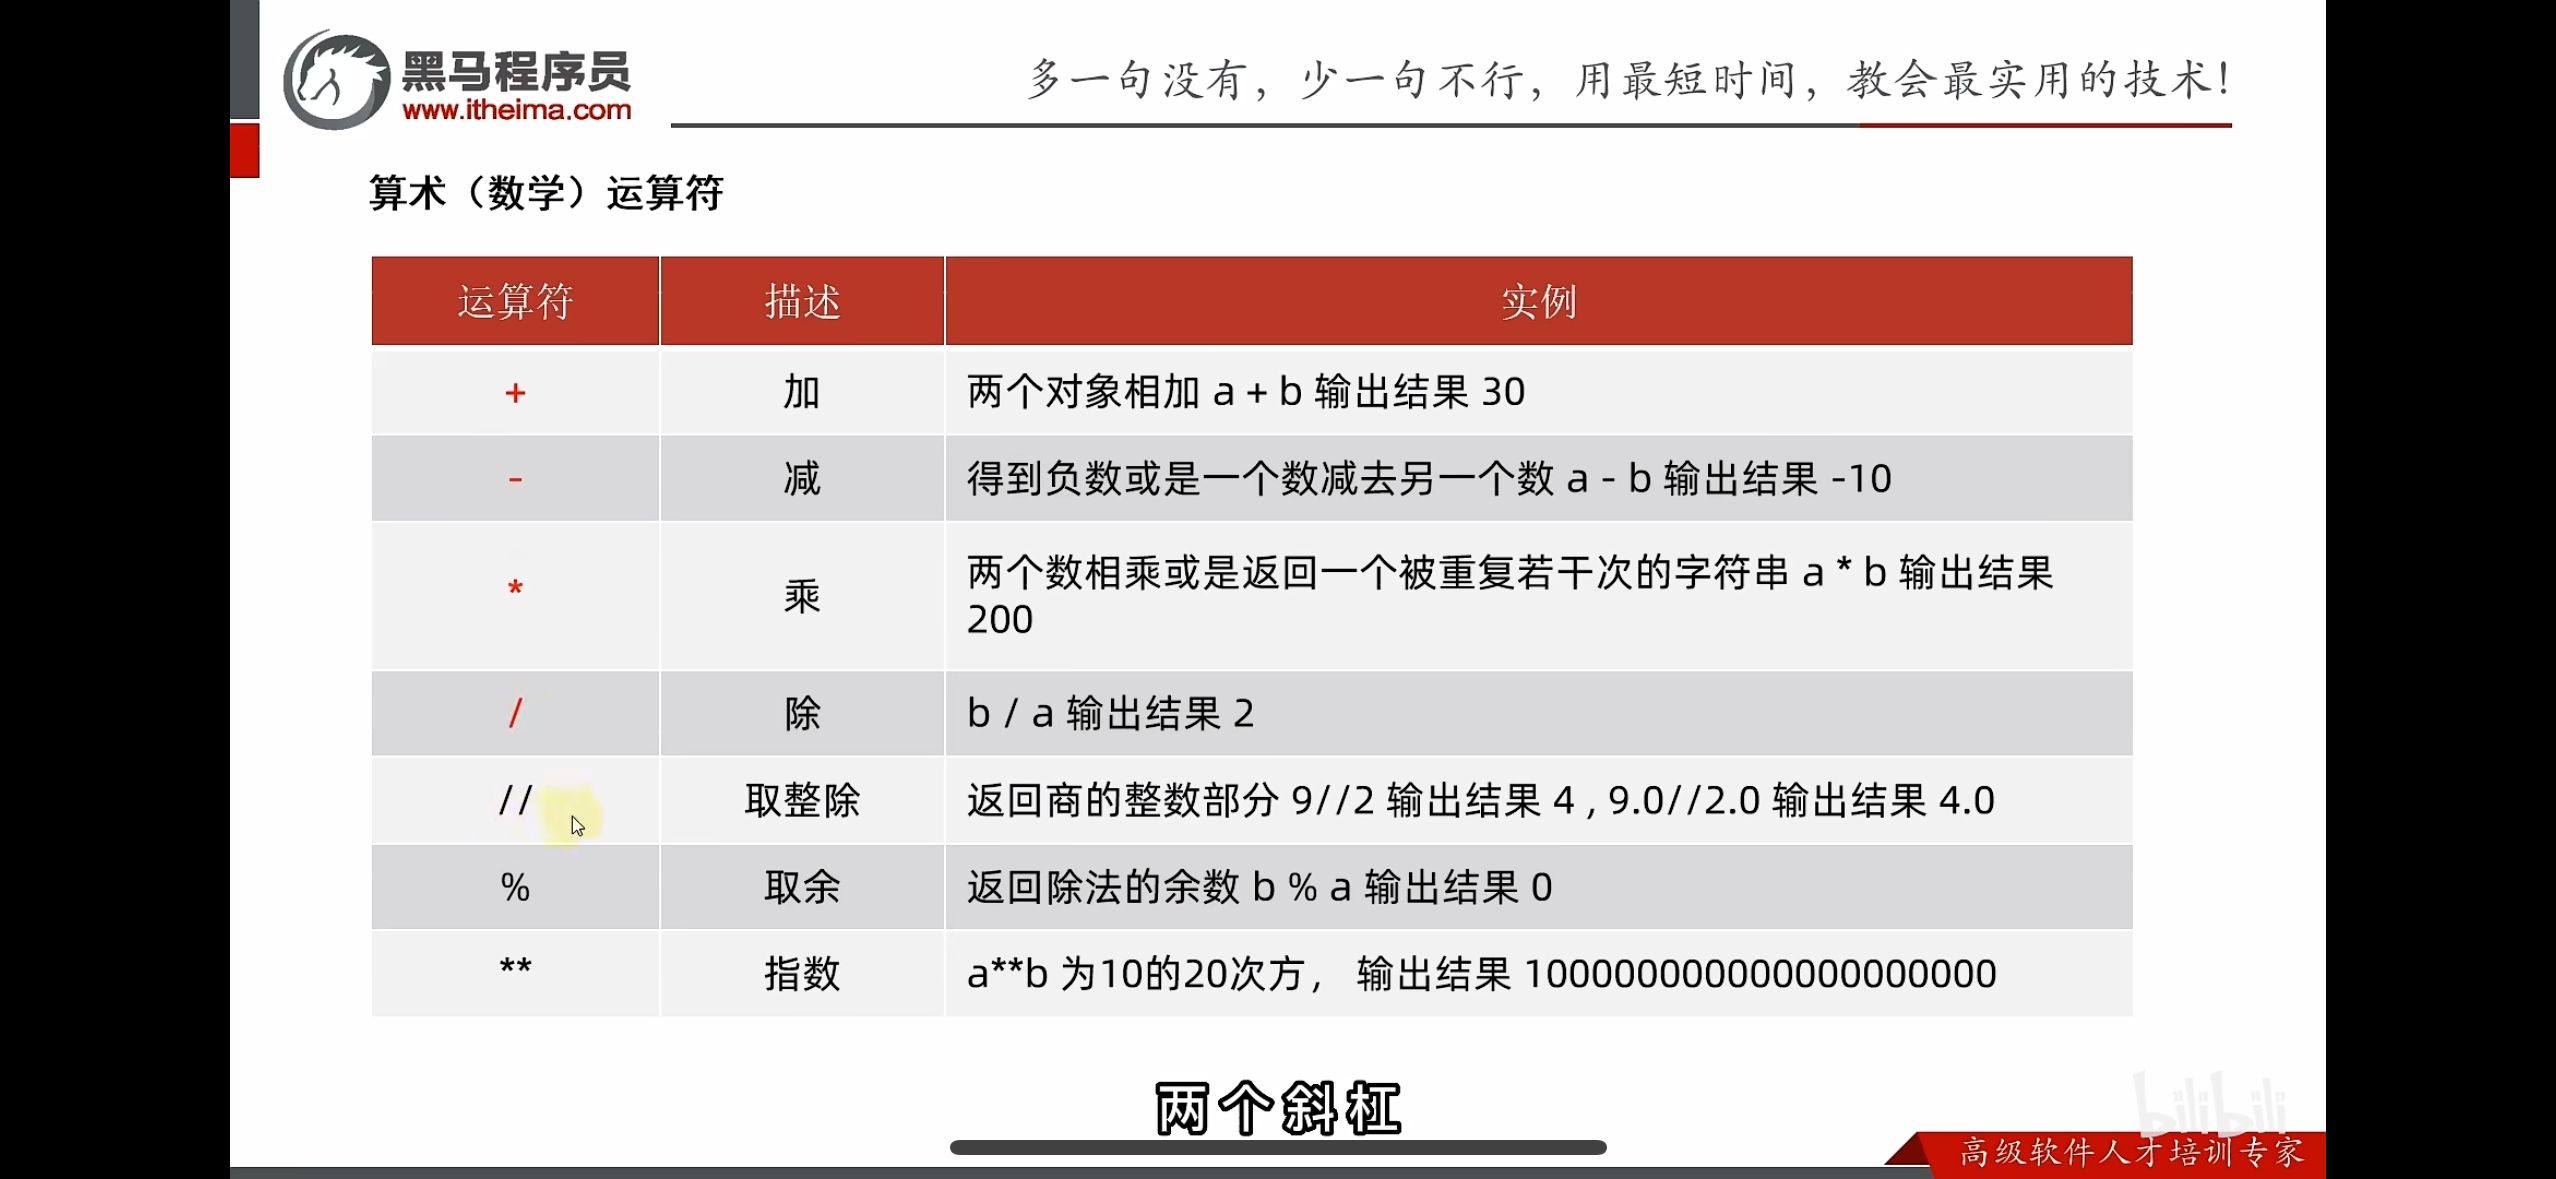 黑马程序员
www.itheima.com
多一句没有，少一句不行，用最短时间，教会最实用的技术！
算术（数学）运算符
运算符 描述 实例
+ 加 两个对象相加 a + b 输出结果 30
- 减 得到负数或是一个数减去另一个数 a - b 输出结果 -10
* 乘 两个数相乘或是返回一个被重复若干次的字符串 a * b 输出结果
200
/ 除 b / a 输出结果 2
// 取整除 返回商的整数部分 9//2 输出结果 4 , 9.0//2.0 输出结果 4.0
% 取余 返回除法的余数 b % a 输出结果 0
** 指数 a**b 为10的20次方， 输出结果 100000000000000000000
两个斜杠
bilibili
高级软件人才培训专家